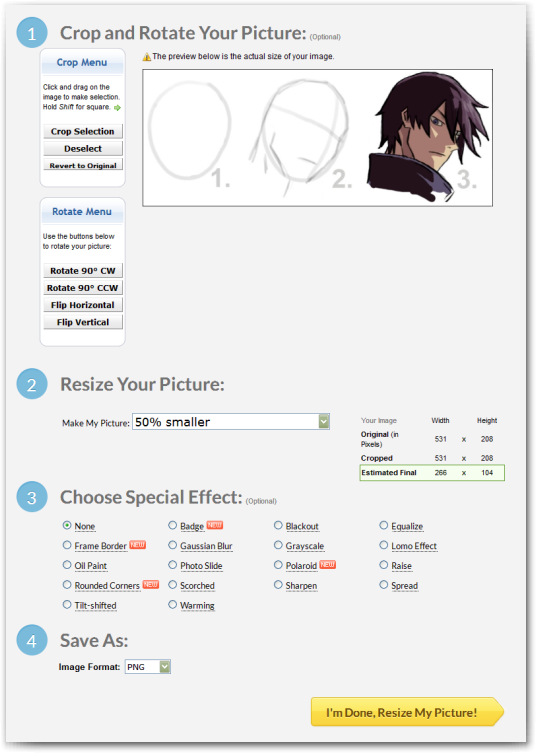 1 Crop and Rotate Your Picture: (Optional)
Crop Menu
Click and drag on the
image to make selection.
Hold Shift for square.
Crop Selection
Deselect
Revert to Original
The preview below is the actual size of your image.
1. 2. 3.
Rotate Menu
Use the buttons below
to rotate your picture:
Rotate 90° CW
Rotate 90° CCW
Flip Horizontal
Flip Vertical
2 Resize Your Picture:
Make My Picture: 50% smaller
Your Image Width Height
Original (in
Pixels) 531 x 208
Cropped 531 x 208
Estimated Final 266 x 104
3 Choose Special Effect: (Optional)
None Badge NEW Blackout Equalize
Frame Border NEW Gaussian Blur Grayscale Lomo Effect
Oil Paint Photo Slide Polaroid NEW Raise
Rounded Corners NEW Scorched Sharpen Spread
Tilt-shifted Warming
4 Save As:
Image Format: PNG
I'm Done, Resize My Picture!